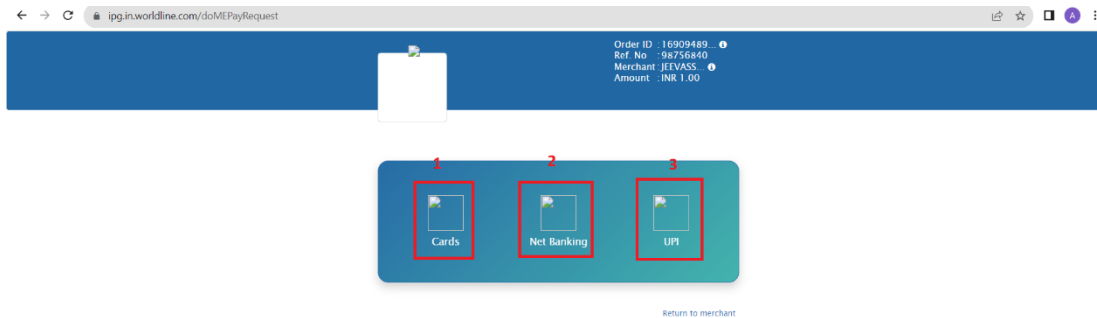 ipg.in.worldline.com/doMEPayRequest
A
Order ID : 16909489...
Ref. No : 98756840
Merchant : JEEVASS...
Amount : INR 1.00
1 2 3
Cards Net Banking UPI
Return to merchant